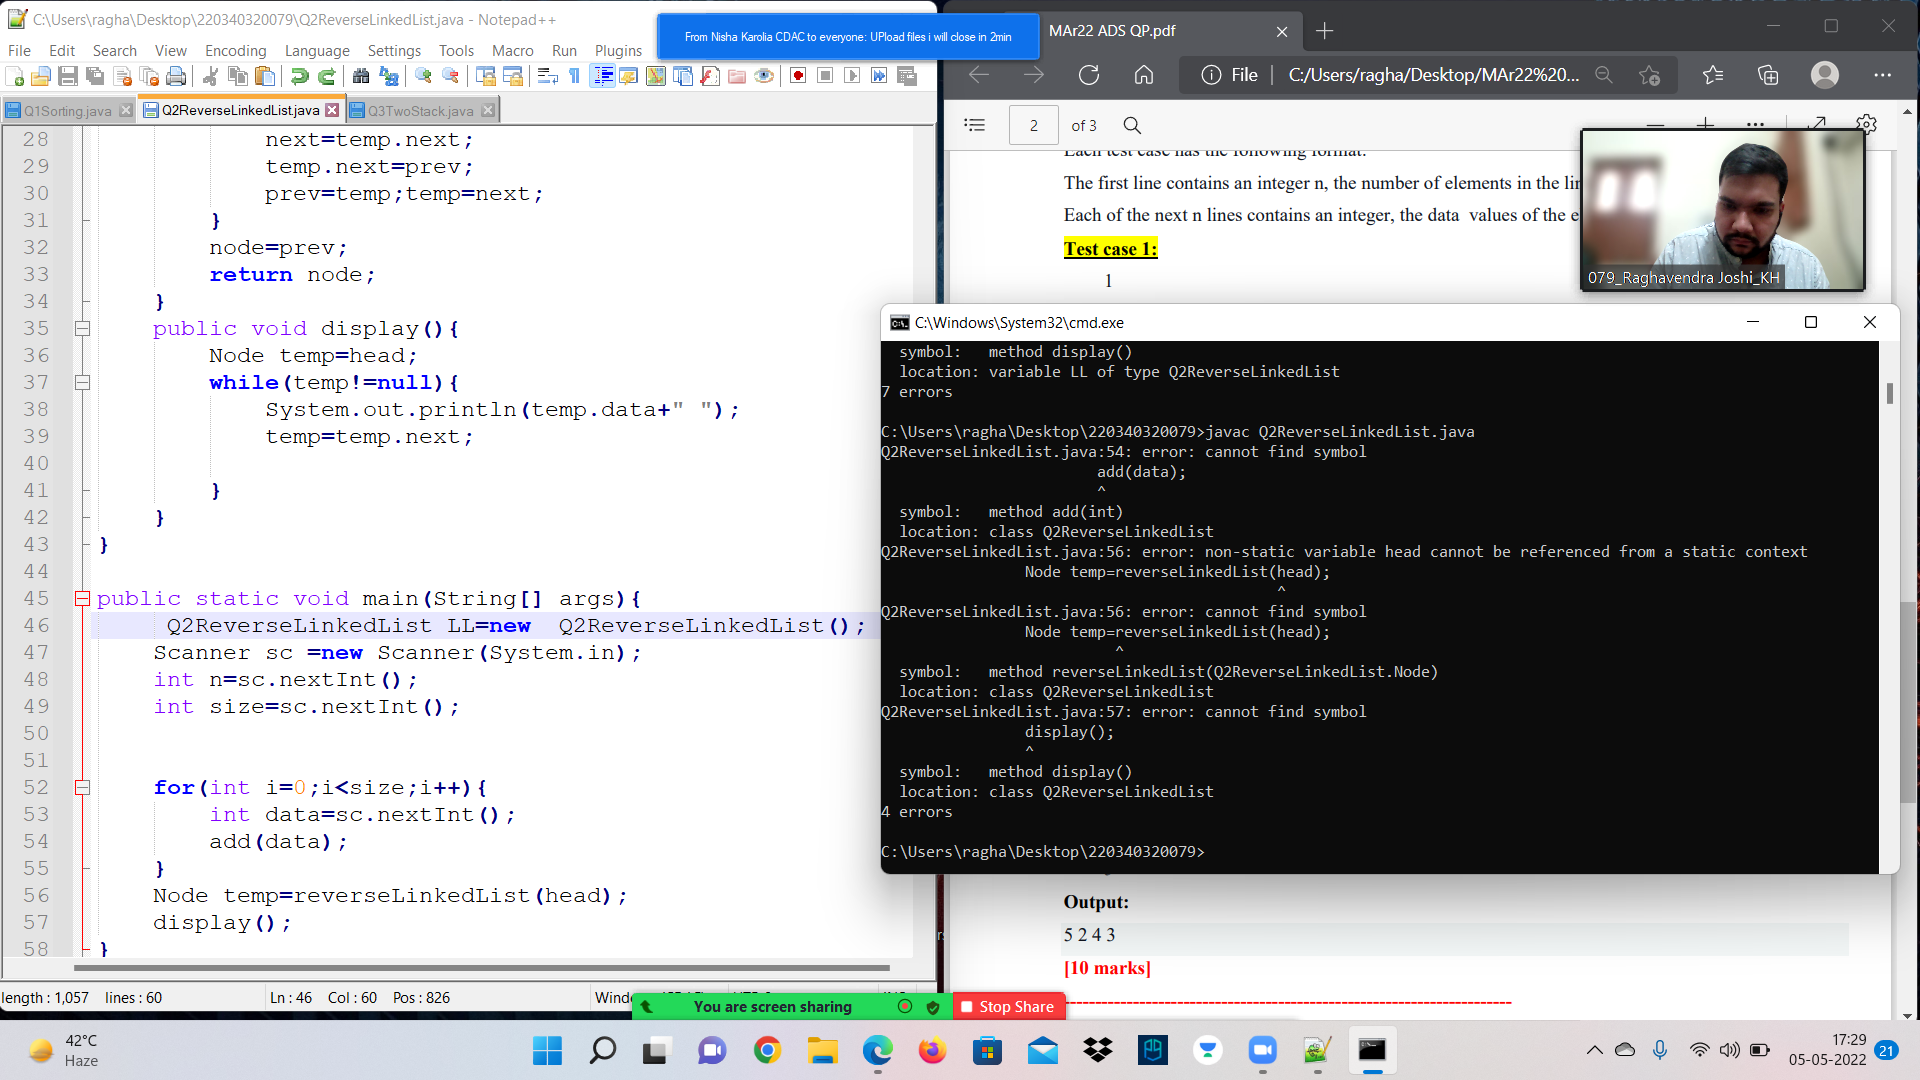 C:\Users\ragha\Desktop\220340320079\Q2ReverseLinkedList.java - Notepad++
File Edit Search View Encoding Language Settings Tools Macro Run Plugins
Q1Sorting.java Q2ReverseLinkedList.java Q3TwoStack.java
28 next=temp.next;
29 temp.next=prev;
30 prev=temp;temp=next;
31 }
32 node=prev;
33 return node;
34 }
35 public void display(){
36 Node temp=head;
37 while(temp!=null){
38 System.out.println(temp.data+" ");
39 temp=temp.next;
40
41 }
42 }
43 }
44
45 public static void main(String[] args){
46 Q2ReverseLinkedList LL=new  Q2ReverseLinkedList();
47 Scanner sc =new Scanner(System.in);
48 int n=sc.nextInt();
49 int size=sc.nextInt();
50
51
52 for(int i=0;i<size;i++){
53 int data=sc.nextInt();
54 add(data);
55 }
56 Node temp=reverseLinkedList(head);
57 display();
58 }
length : 1,057 lines : 60 Ln : 46 Col : 60 Pos : 826
From Nisha Karolia CDAC to everyone: UPload files i will close in 2min
MAr22 ADS QP.pdf
File | C:/Users/ragha/Desktop/MAr22%20...
2 of 3
Each test case has the following format:
The first line contains an integer n, the number of elements in the
Each of the next n lines contains an integer, the data values of the
Test case 1:
1
079_Raghavendra Joshi_KH
C:\Windows\System32\cmd.exe
symbol:   method display()
location: variable LL of type Q2ReverseLinkedList
7 errors
C:\Users\ragha\Desktop\220340320079>javac Q2ReverseLinkedList.java
Q2ReverseLinkedList.java:54: error: cannot find symbol
add(data);
^
symbol:   method add(int)
location: class Q2ReverseLinkedList
Q2ReverseLinkedList.java:56: error: non-static variable head cannot be referenced from a static context
Node temp=reverseLinkedList(head);
^
Q2ReverseLinkedList.java:56: error: cannot find symbol
Node temp=reverseLinkedList(head);
^
symbol:   method reverseLinkedList(Q2ReverseLinkedList.Node)
location: class Q2ReverseLinkedList
Q2ReverseLinkedList.java:57: error: cannot find symbol
display();
^
symbol:   method display()
location: class Q2ReverseLinkedList
4 errors
C:\Users\ragha\Desktop\220340320079>
Output:
5 2 4 3
[10 marks]
You are screen sharing
Stop Share
42°C
Haze
17:29
05-05-2022
21